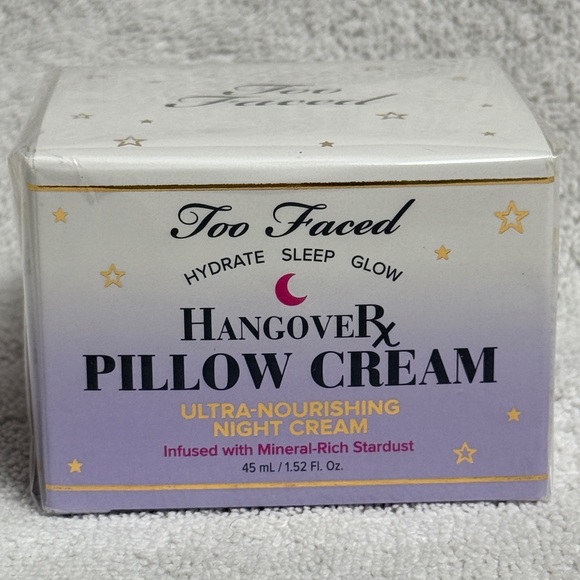 Too
Faced
Too Faced
HYDRATE SLEEP GLOW
HANGOVERx
PILLOW CREAM
ULTRA-NOURISHING
NIGHT CREAM
Infused with Mineral-Rich Stardust
45 mL / 1.52 Fl. Oz.